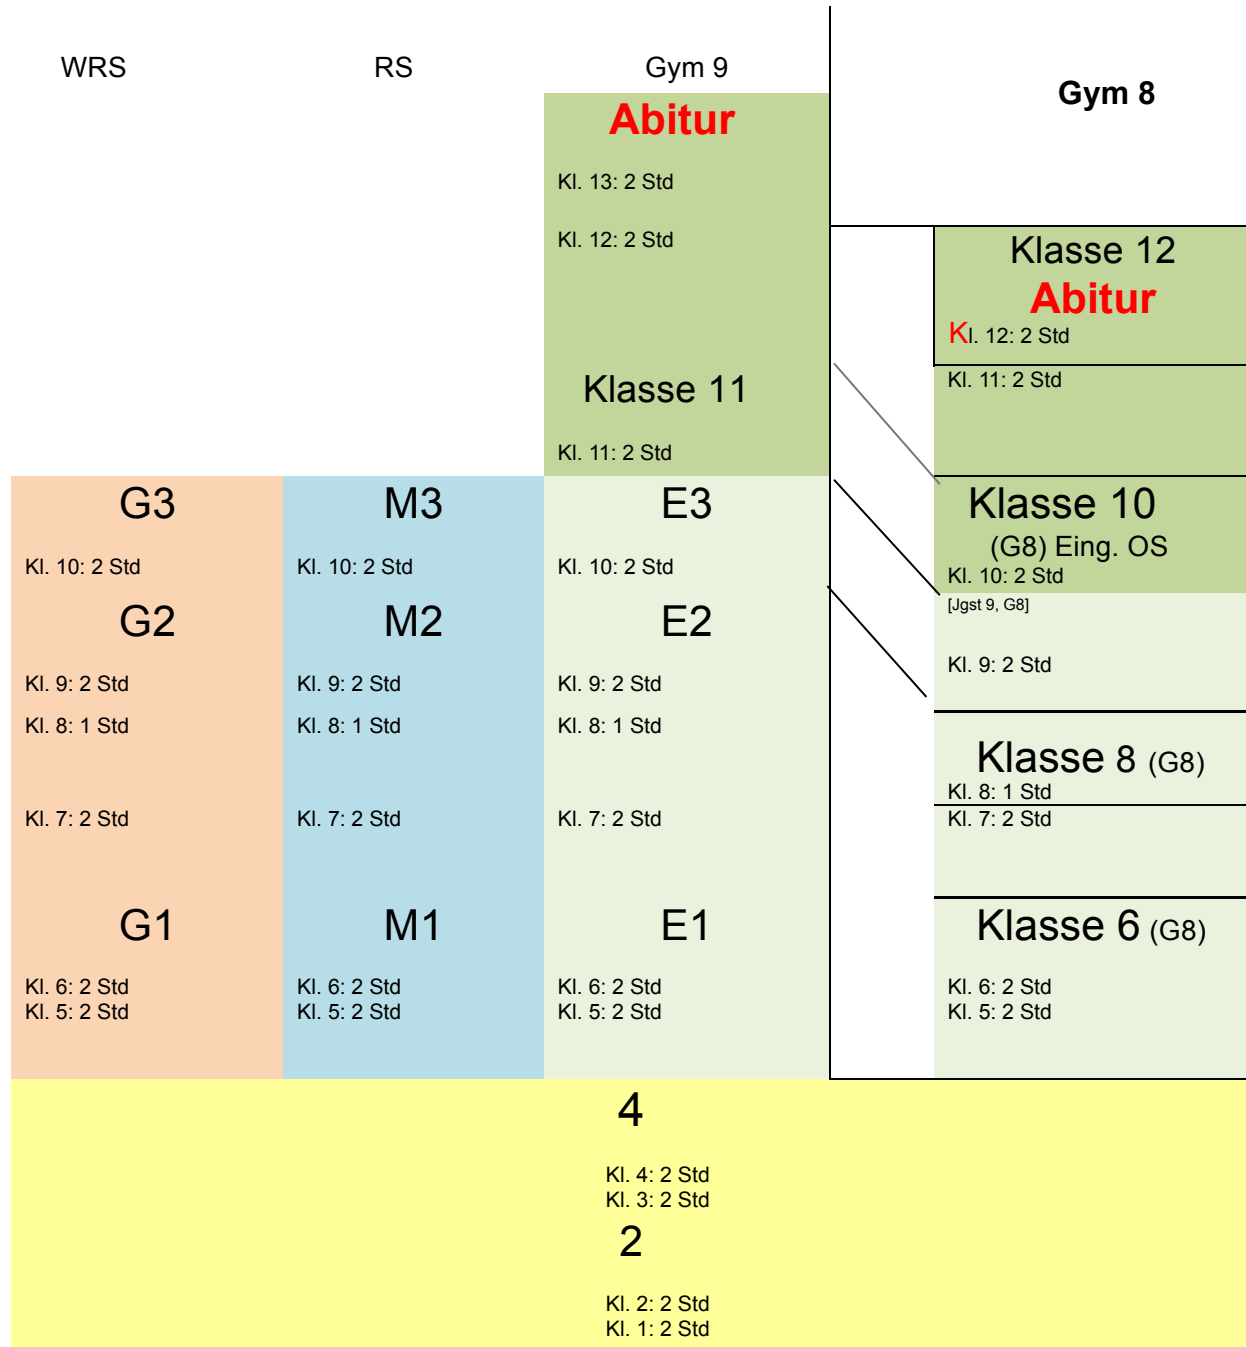 WRS
RS
Gym 9
Gym 8
Abitur
Kl. 13: 2 Std
Kl. 12: 2 Std
Klasse 12
Abitur
Kl. 12: 2 Std
Klasse 11
Kl. 11: 2 Std
Kl. 11: 2 Std
G3
M3
E3
Klasse 10
(G8) Eing. OS
Kl. 10: 2 Std
Kl. 10: 2 Std
Kl. 10: 2 Std
Kl. 10: 2 Std
G2
M2
E2
[Jgst 9, G8]
Kl. 9: 2 Std
Kl. 9: 2 Std
Kl. 9: 2 Std
Kl. 9: 2 Std
Kl. 8: 1 Std
Kl. 8: 1 Std
Kl. 8: 1 Std
Klasse 8 (G8)
Kl. 8: 1 Std
Kl. 7: 2 Std
Kl. 7: 2 Std
Kl. 7: 2 Std
Kl. 7: 2 Std
G1
M1
E1
Klasse 6 (G8)
Kl. 6: 2 Std
Kl. 6: 2 Std
Kl. 6: 2 Std
Kl. 6: 2 Std
Kl. 5: 2 Std
Kl. 5: 2 Std
Kl. 5: 2 Std
Kl. 5: 2 Std
4
Kl. 4: 2 Std
Kl. 3: 2 Std
2
Kl. 2: 2 Std
Kl. 1: 2 Std